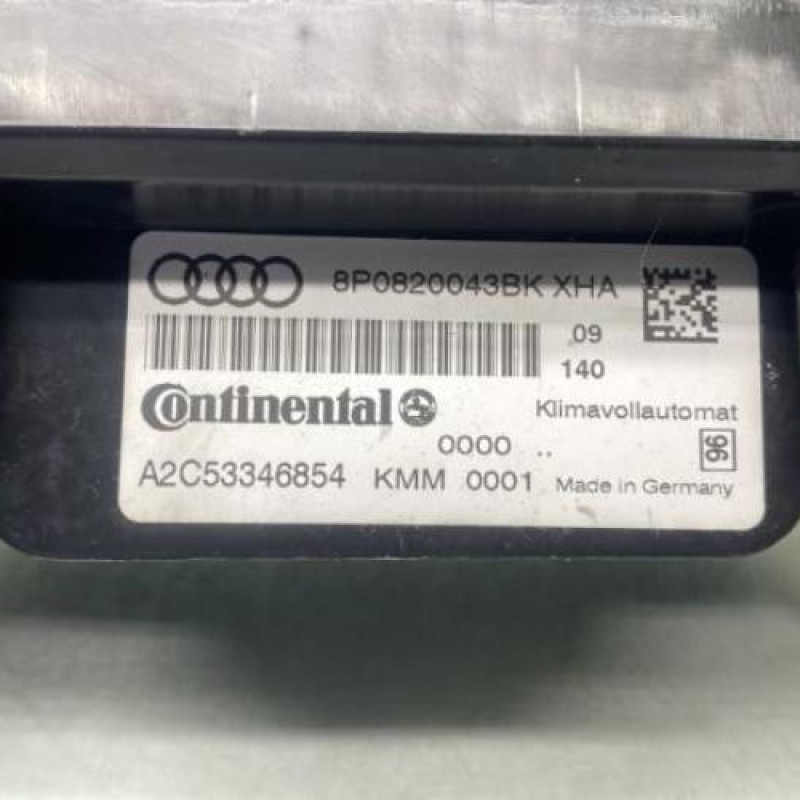 8P0820043BK XHA
09
140
Continental
Klimavollautomat
0000 ..
96
A2C53346854 KMM 0001 Made in Germany